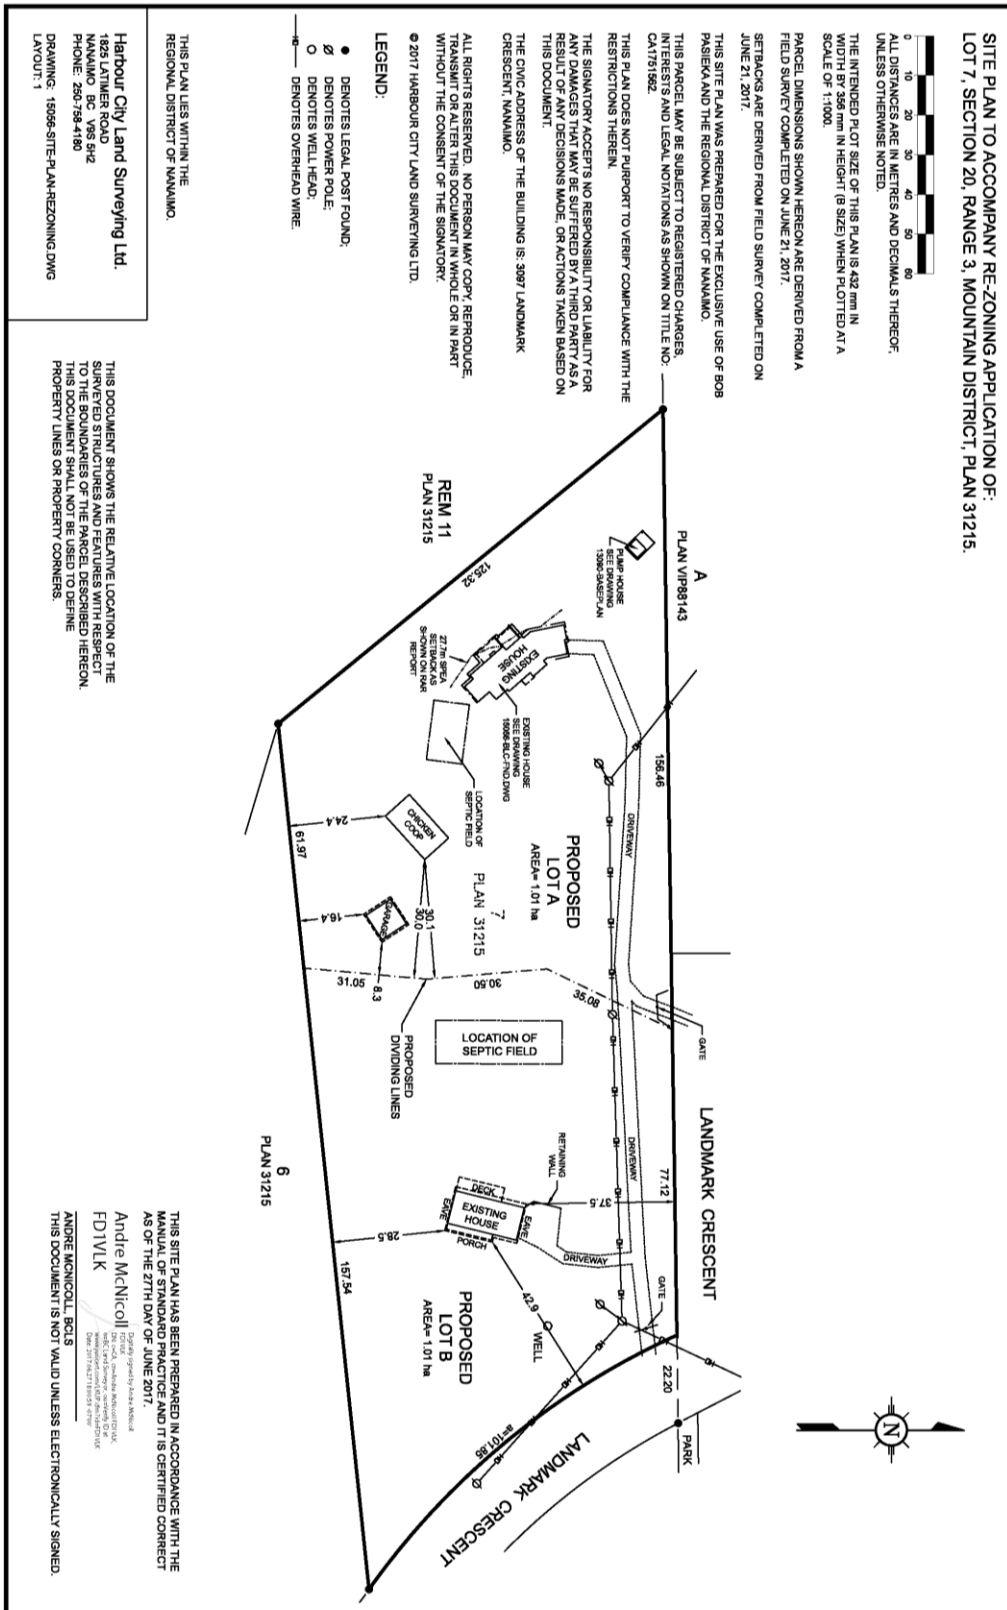 SITE PLAN TO ACCOMPANY RE-ZONING APPLICATION OF:
LOT 7, SECTION 20, RANGE 3, MOUNTAIN DISTRICT, PLAN 31215.
0 10 20 30 40 50 60
ALL DISTANCES ARE IN METRES AND DECIMALS THEREOF,
UNLESS OTHERWISE NOTED.
THE INTENDED PLOT SIZE OF THIS PLAN IS 432 mm IN
WIDTH BY 356 mm IN HEIGHT (B SIZE) WHEN PLOTTED AT A
SCALE OF 1:1000.
PARCEL DIMENSIONS SHOWN HEREON ARE DERIVED FROM A
FIELD SURVEY COMPLETED ON JUNE 21, 2017.
SETBACKS ARE DERIVED FROM FIELD SURVEY COMPLETED ON
JUNE 21, 2017.
THIS SITE PLAN WAS PREPARED FOR THE EXCLUSIVE USE OF BOB
PASIEKA AND THE REGIONAL DISTRICT OF NANAIMO.
THIS PARCEL MAY BE SUBJECT TO REGISTERED CHARGES,
INTERESTS AND LEGAL NOTATIONS AS SHOWN ON TITLE NO:
CA1751562.
THIS PLAN DOES NOT PURPORT TO VERIFY COMPLIANCE WITH THE
RESTRICTIONS THEREIN.
THE SIGNATORY ACCEPTS NO RESPONSIBILITY OR LIABILITY FOR
ANY DAMAGES THAT MAY BE SUFFERED BY A THIRD PARTY AS A
RESULT OF ANY DECISIONS MADE, OR ACTIONS TAKEN BASED ON
THIS DOCUMENT.
THE CIVIC ADDRESS OF THE BUILDING IS: 3097 LANDMARK
CRESCENT, NANAIMO.
ALL RIGHTS RESERVED. NO PERSON MAY COPY, REPRODUCE,
TRANSMIT OR ALTER THIS DOCUMENT IN WHOLE OR IN PART
WITHOUT THE CONSENT OF THE SIGNATORY.
© 2017 HARBOUR CITY LAND SURVEYING LTD.
LEGEND:
DENOTES LEGAL POST FOUND;
DENOTES POWER POLE;
DENOTES WELL HEAD;
DENOTES OVERHEAD WIRE.
THIS PLAN LIES WITHIN THE
REGIONAL DISTRICT OF NANAIMO.
Harbour City Land Surveying Ltd.
1825 LATIMER ROAD
NANAIMO BC V9S 5H2
PHONE: 250-758-4180
DRAWING: 15056-SITE-PLAN-REZONING.DWG
LAYOUT:1
N
A
PLAN VIP88143
156.46
LANDMARK CRESCENT
77.12
22.20
PARK
GATE
GATE
DRIVEWAY
DRIVEWAY
DRIVEWAY
PUMP HOUSE
SEE DRAWING
13090-BASEPLAN
EXISTING
HOUSE
EXISTING HOUSE
SEE DRAWING
15056-BLC-FND.DWG
27.7m SPEA
SETBACK AS
SHOWN ON RAR
REPORT
REM 11
PLAN 31215
125.32
LOCATION OF
SEPTIC FIELD
PROPOSED
LOT A
AREA= 1.01 ha
7
PLAN 31215
CHICKEN
COOP
24.4
GARAGE
16.4
30.1
30.0
8.3
61.97
31.05
30.50
35.08
PROPOSED
DIVIDING LINES
LOCATION OF
SEPTIC FIELD
RETAINING
WALL
37.5
DECK
EAVE
EXISTING
HOUSE
EAVE
PORCH
28.5
42.9
WELL
PROPOSED
LOT B
AREA= 1.01 ha
a=101.85
LANDMARK CRESCENT
157.54
6
PLAN 31215
THIS DOCUMENT SHOWS THE RELATIVE LOCATION OF THE
SURVEYED STRUCTURES AND FEATURES WITH RESPECT
TO THE BOUNDARIES OF THE PARCEL DESCRIBED HEREON.
THIS DOCUMENT SHALL NOT BE USED TO DEFINE
PROPERTY LINES OR PROPERTY CORNERS.
THIS SITE PLAN HAS BEEN PREPARED IN ACCORDANCE WITH THE
MANUAL OF STANDARD PRACTICE AND IT IS CERTIFIED CORRECT
AS OF THE 27TH DAY OF JUNE 2017.
Andre McNicoll
FD1VLK
Digitally signed by Andre McNicoll
FD1VLK
ANDRE MCNICOLL, BCLS
THIS DOCUMENT IS NOT VALID UNLESS ELECTRONICALLY SIGNED.